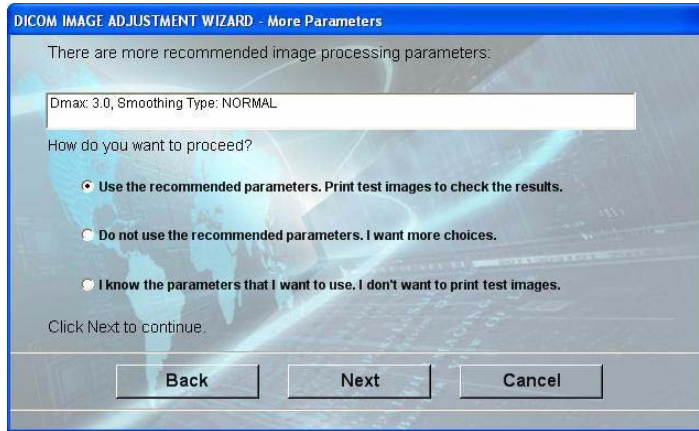 DICOM IMAGE ADJUSTMENT WIZARD - More Parameters
There are more recommended image processing parameters:
Dmax: 3.0, Smoothing Type: NORMAL
How do you want to proceed?
Use the recommended parameters. Print test images to check the results.
Do not use the recommended parameters. I want more choices.
I know the parameters that I want to use. I don't want to print test images.
Click Next to continue.
Back Next Cancel